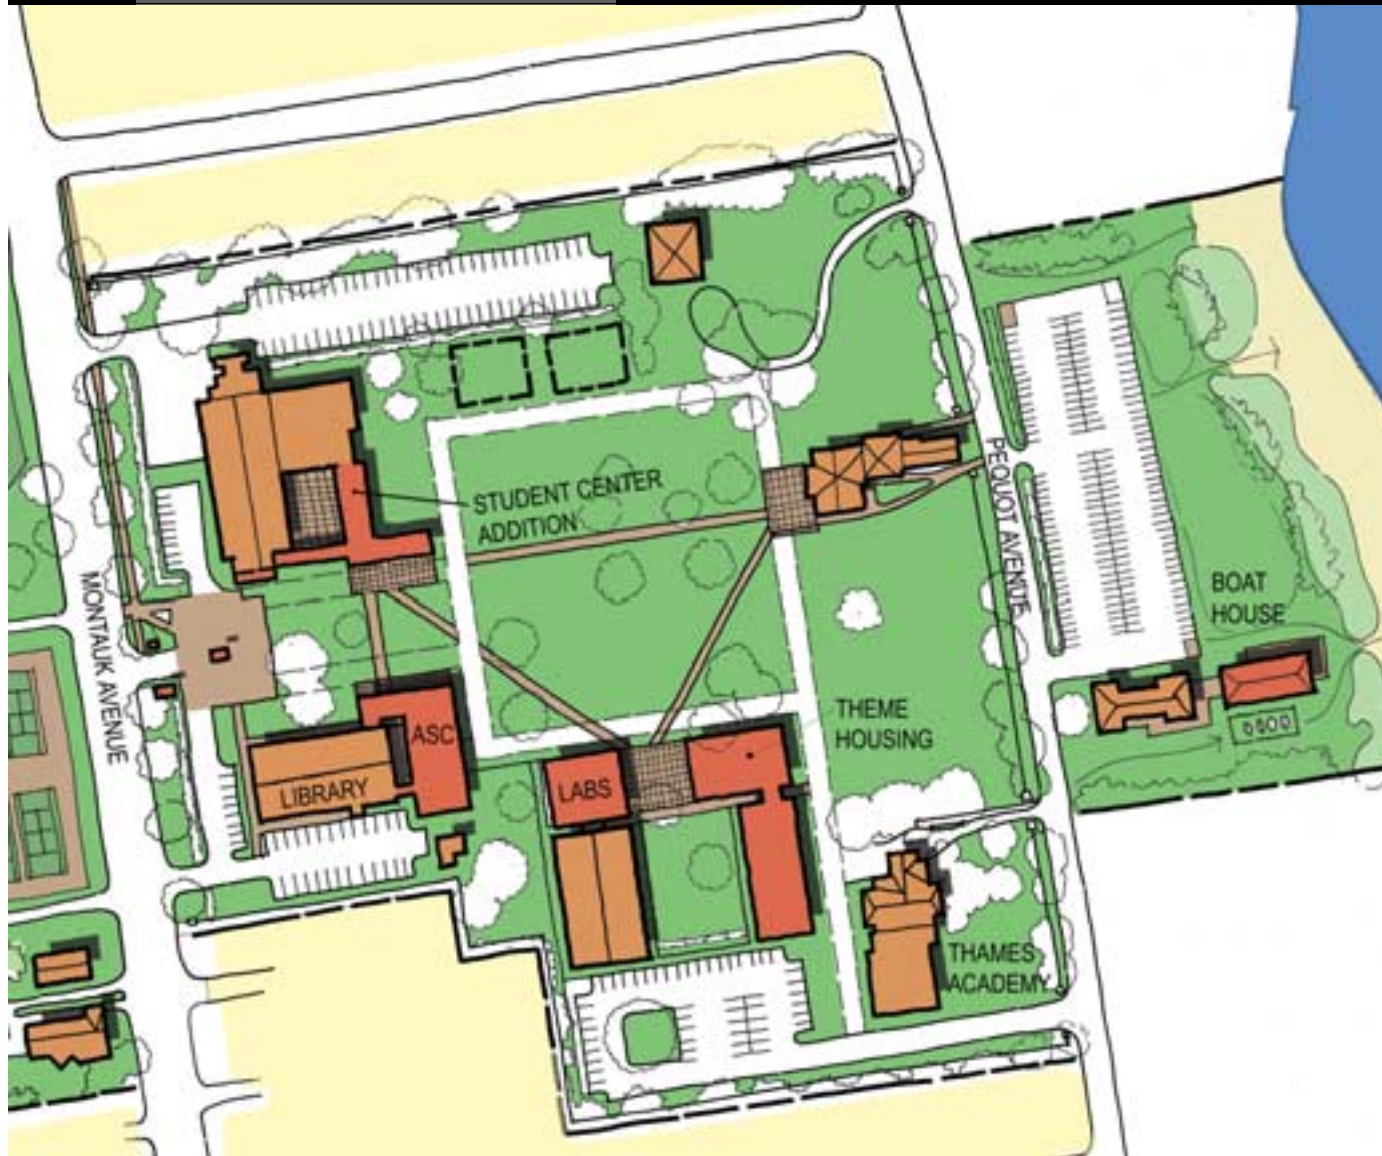 STUDENT CENTER
ADDITION
PEQUOT AVENUE
MONTAUK AVENUE
BOAT
HOUSE
THEME
HOUSING
ASC
LIBRARY
LABS
THAMES
ACADEMY